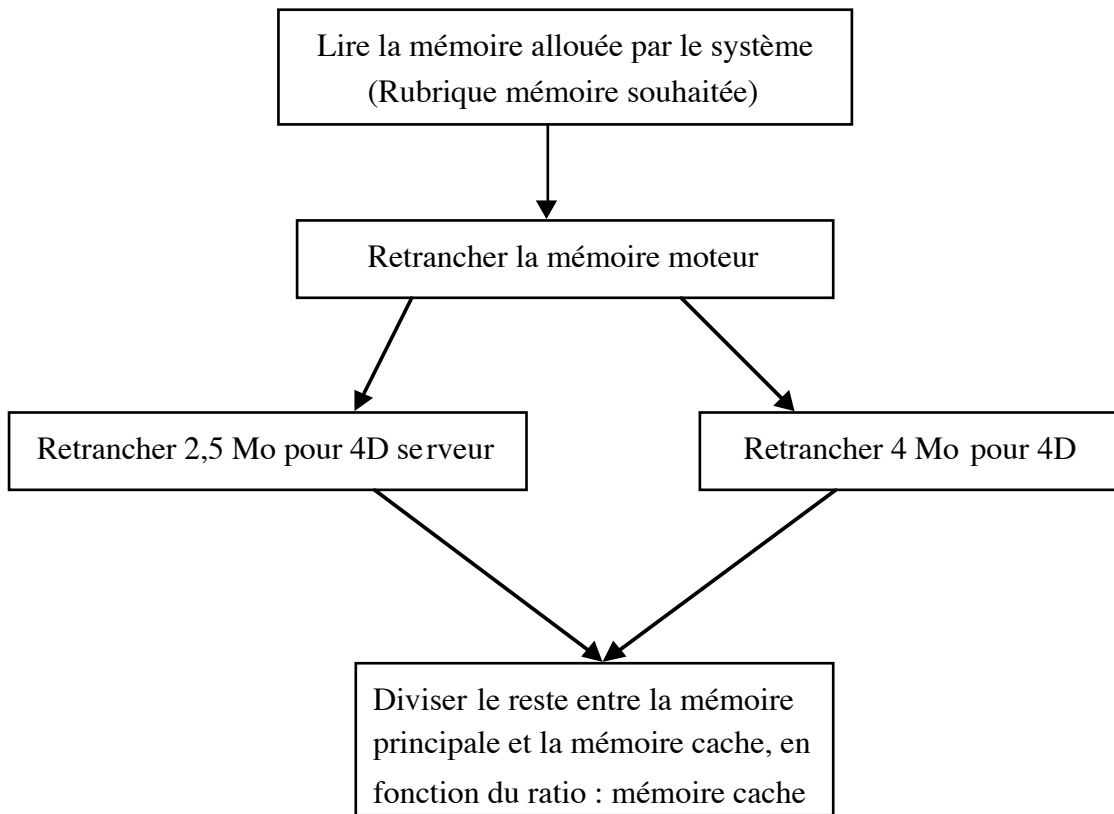 Lire la mémoire allouée par le système
(Rubrique mémoire souhaitée)
Retrancher la mémoire moteur
Retrancher 2,5 Mo pour 4D serveur
Retrancher 4 Mo pour 4D
Diviser le reste entre la mémoire
principale et la mémoire cache, en
fonction du ratio : mémoire cache